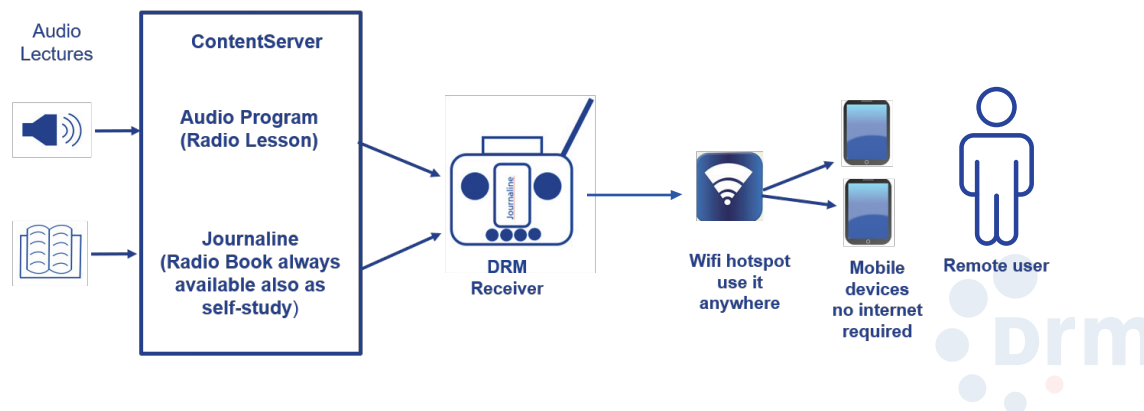 Audio
Lectures
ContentServer
Audio Program
(Radio Lesson)
Journaline
(Radio Book always
available also as
self-study)
Journaline
DRM
Receiver
Wifi hotspot
use it
anywhere
Mobile
devices
no internet
required
Remote user
Drm